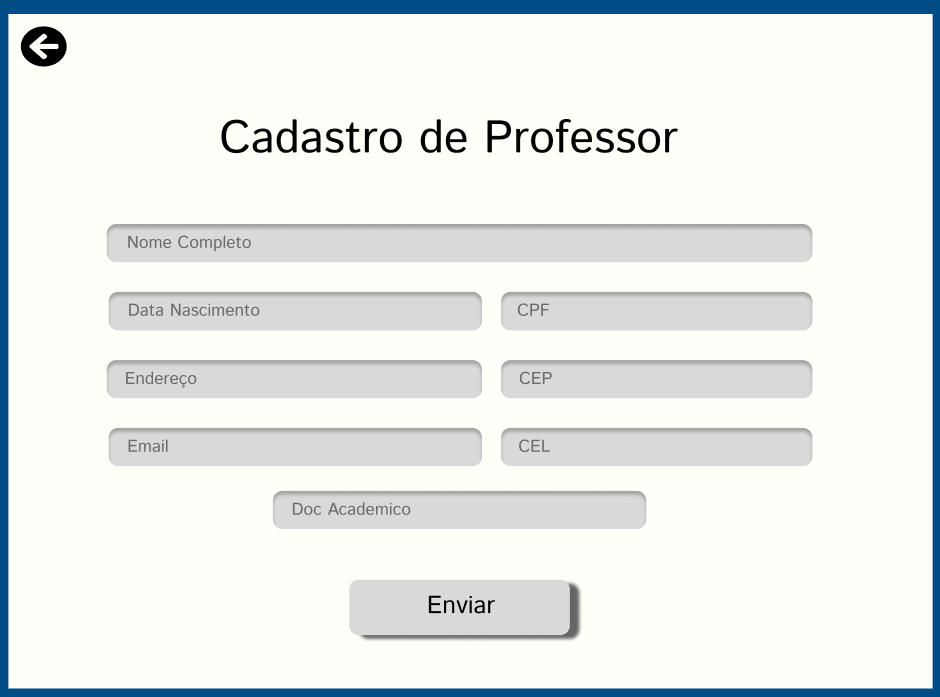 Cadastro de Professor
Nome Completo
Data Nascimento
CPF
Endereço
CEP
Email
CEL
Doc Academico
Enviar